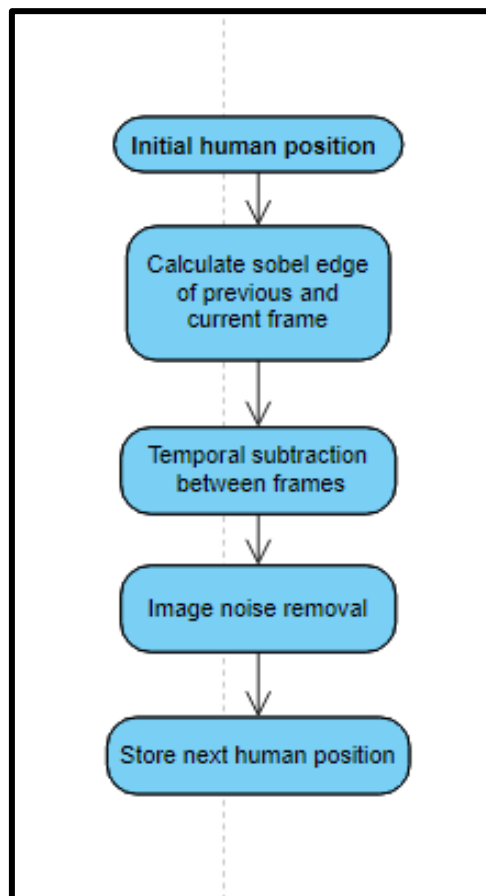 Initial human position
Calculate sobel edge
of previous and
current frame
Temporal subtraction
between frames
Image noise removal
Store next human position